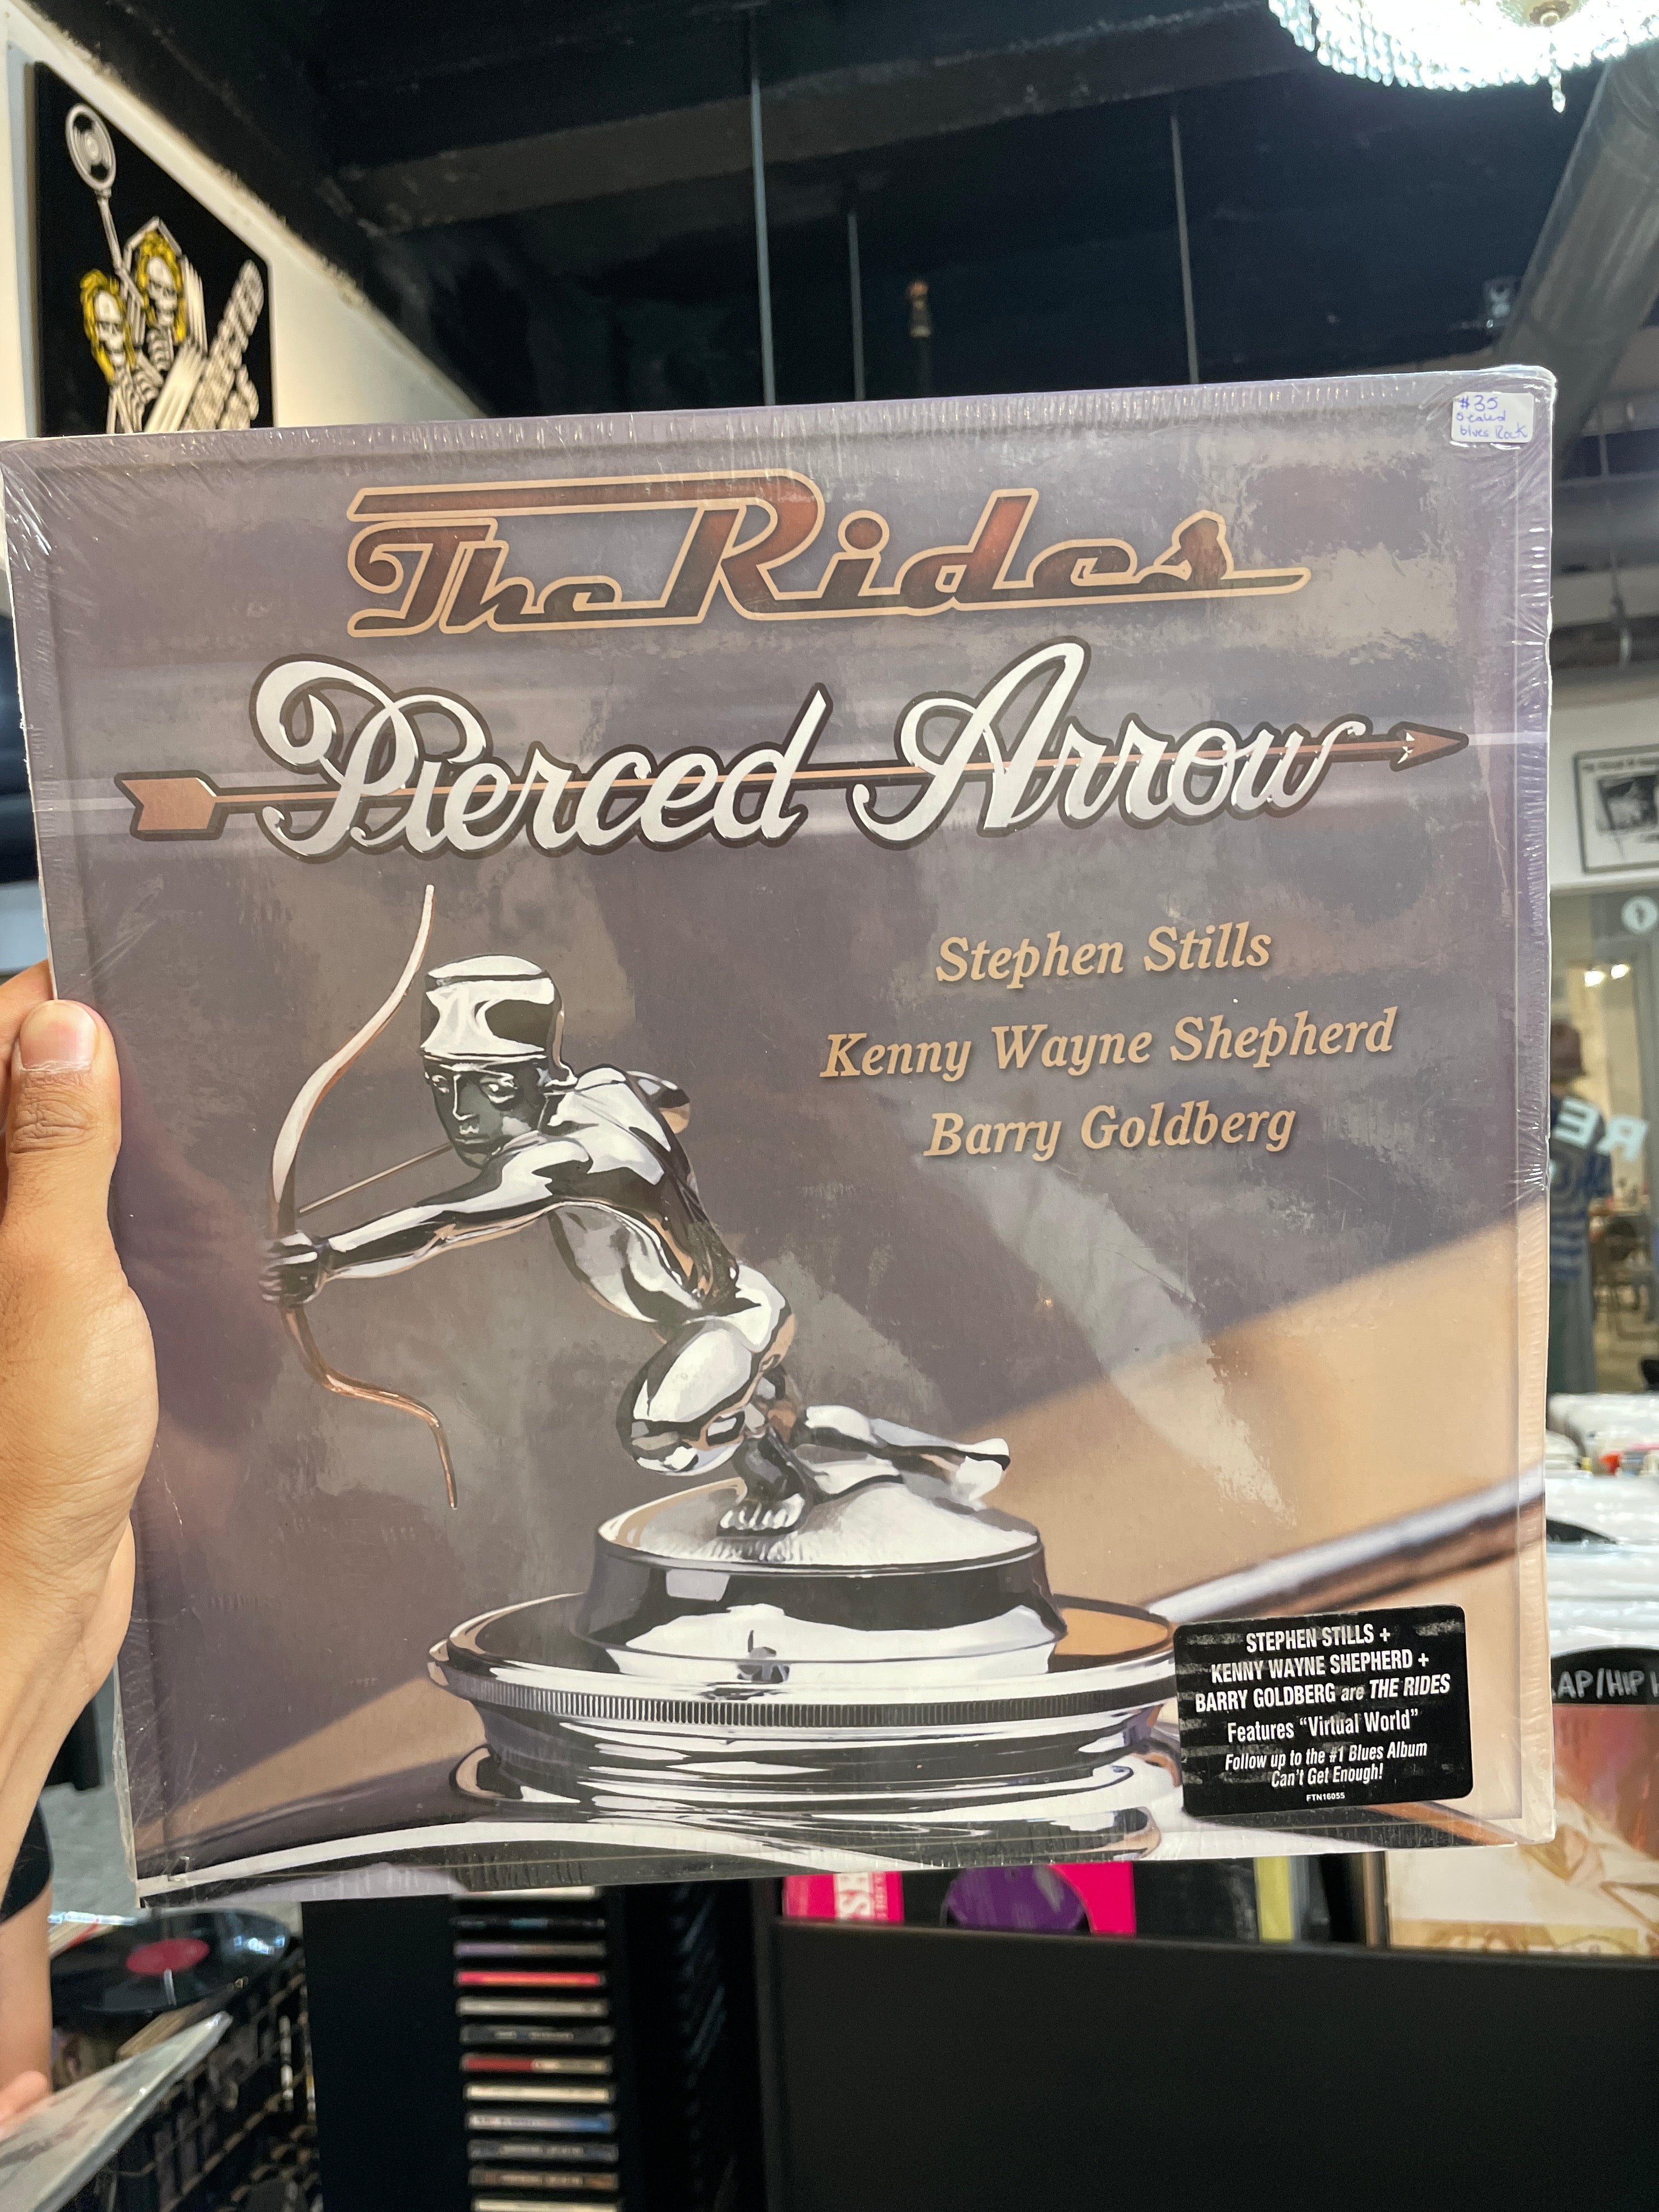 $35
Sealed
blues Rock
The Rides
Pierced Arrow
Stephen Stills
Kenny Wayne Shepherd
Barry Goldberg
STEPHEN STILLS +
KENNY WAYNE SHEPHERD +
BARRY GOLDBERG are THE RIDES
Features "Virtual World"
Follow up to the #1 Blues Album
Can't Get Enough!
FTN16055
AP/HIP